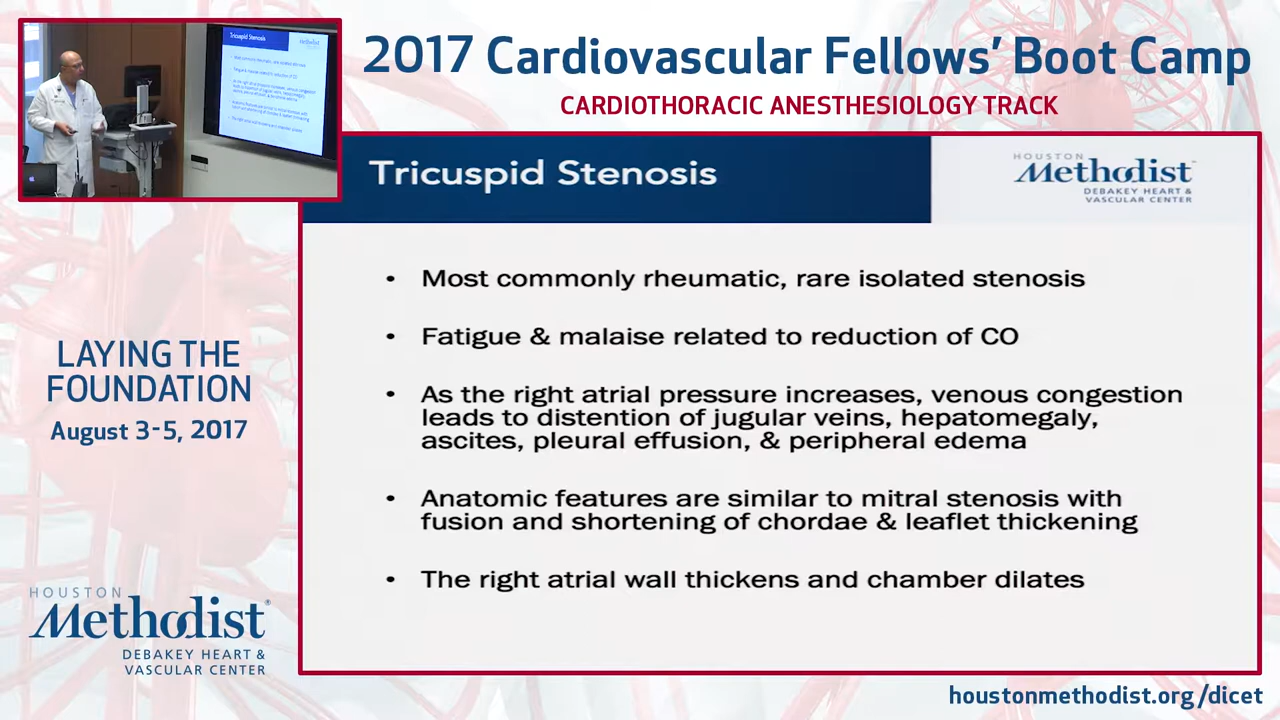 2017 Cardiovascular Fellows’ Boot Camp
CARDIOTHORACIC ANESTHESIOLOGY TRACK
Tricuspid Stenosis
HOUSTON
Methodist
DEBAKEY HEART &
VASCULAR CENTER
• Most commonly rheumatic, rare isolated stenosis
• Fatigue & malaise related to reduction of CO
• As the right atrial pressure increases, venous congestion
leads to distention of jugular veins, hepatomegaly,
ascites, pleural effusion, & peripheral edema
• Anatomic features are similar to mitral stenosis with
fusion and shortening of chordae & leaflet thickening
• The right atrial wall thickens and chamber dilates
LAYING THE
FOUNDATION
August 3-5, 2017
HOUSTON
Methodist®
DEBAKEY HEART &
VASCULAR CENTER
houstonmethodist.org/dicet
Tricuspid Stenosis